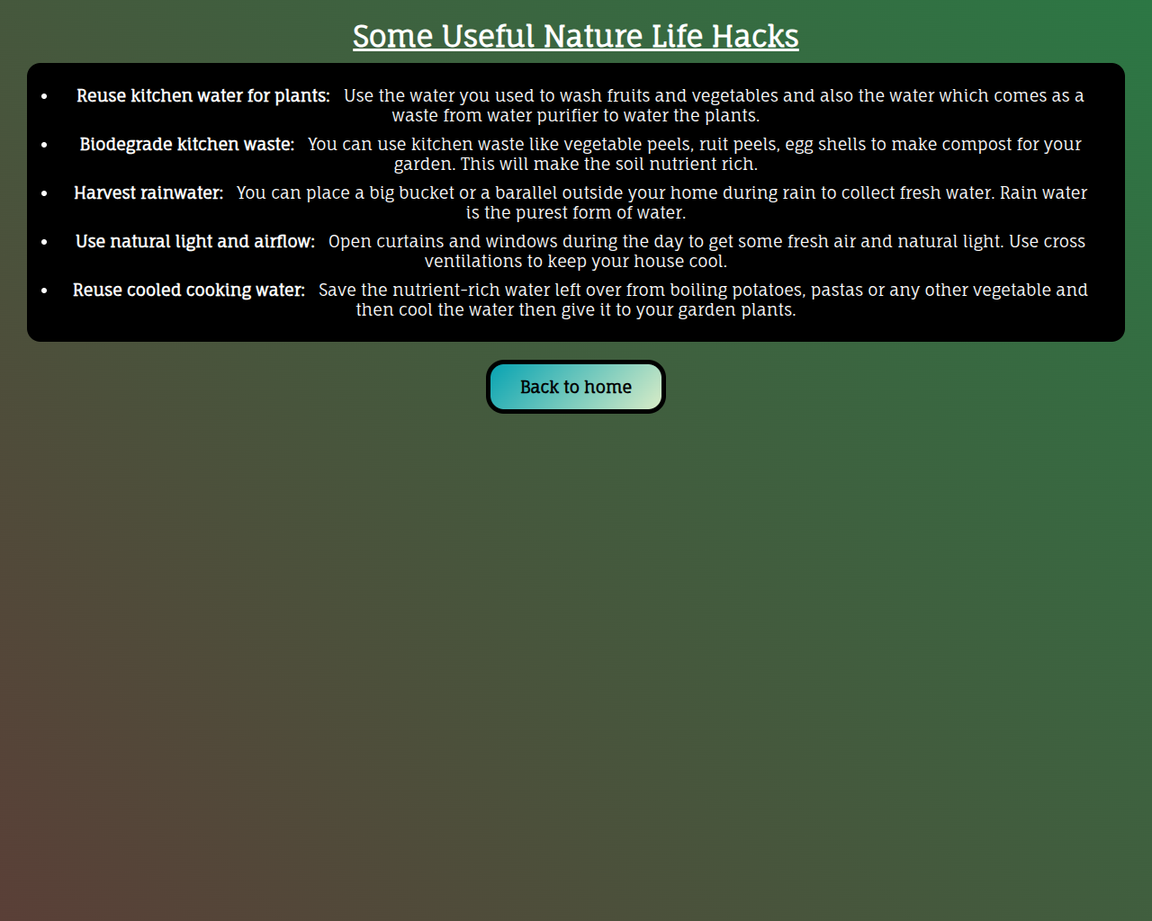 Some Useful Nature Life Hacks
• Reuse kitchen water for plants: Use the water you used to wash fruits and vegetables and also the water which comes as a
waste from water purifier to water the plants.
• Biodegrade kitchen waste: You can use kitchen waste like vegetable peels, ruit peels, egg shells to make compost for your
garden. This will make the soil nutrient rich.
• Harvest rainwater: You can place a big bucket or a barallel outside your home during rain to collect fresh water. Rain water
is the purest form of water.
• Use natural light and airflow: Open curtains and windows during the day to get some fresh air and natural light. Use cross
ventilations to keep your house cool.
• Reuse cooled cooking water: Save the nutrient-rich water left over from boiling potatoes, pastas or any other vegetable and
then cool the water then give it to your garden plants.
Back to home